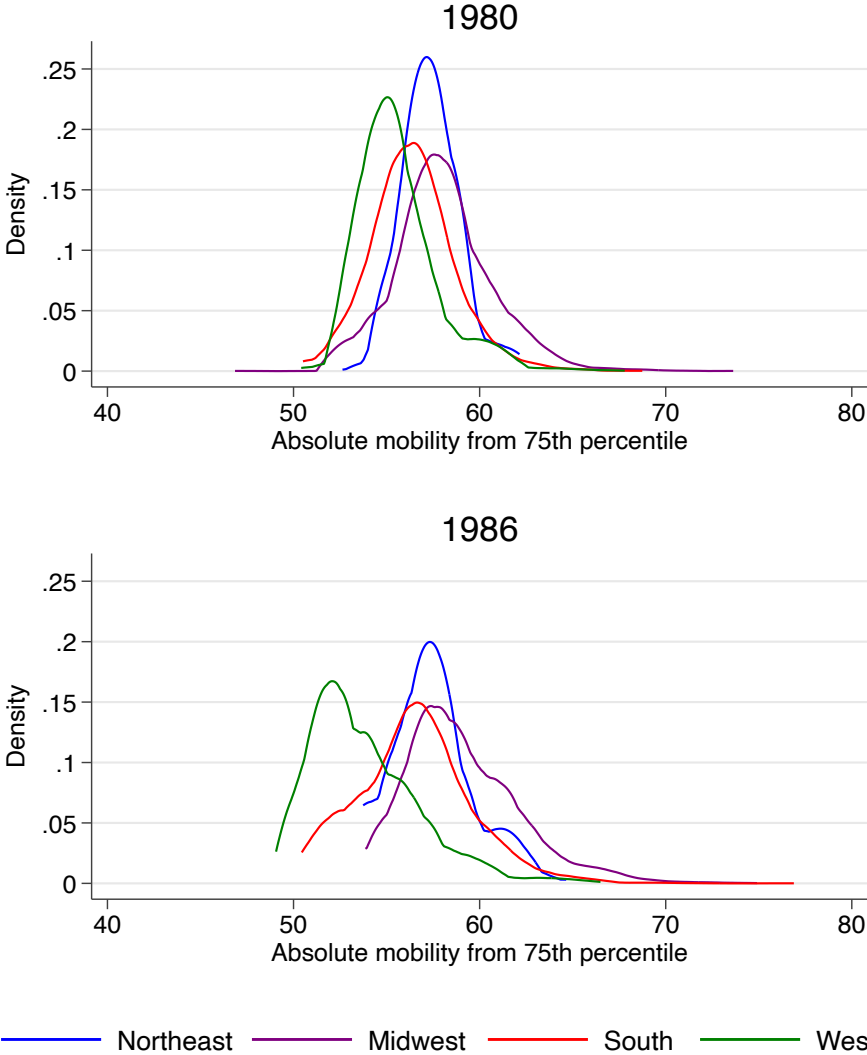 1980
.25
.2
.15
.1
.05
0
Density
40 50 60 70 80
Absolute mobility from 75th percentile
1986
.25
.2
.15
.1
.05
0
Density
40 50 60 70 80
Absolute mobility from 75th percentile
Northeast Midwest South Wes